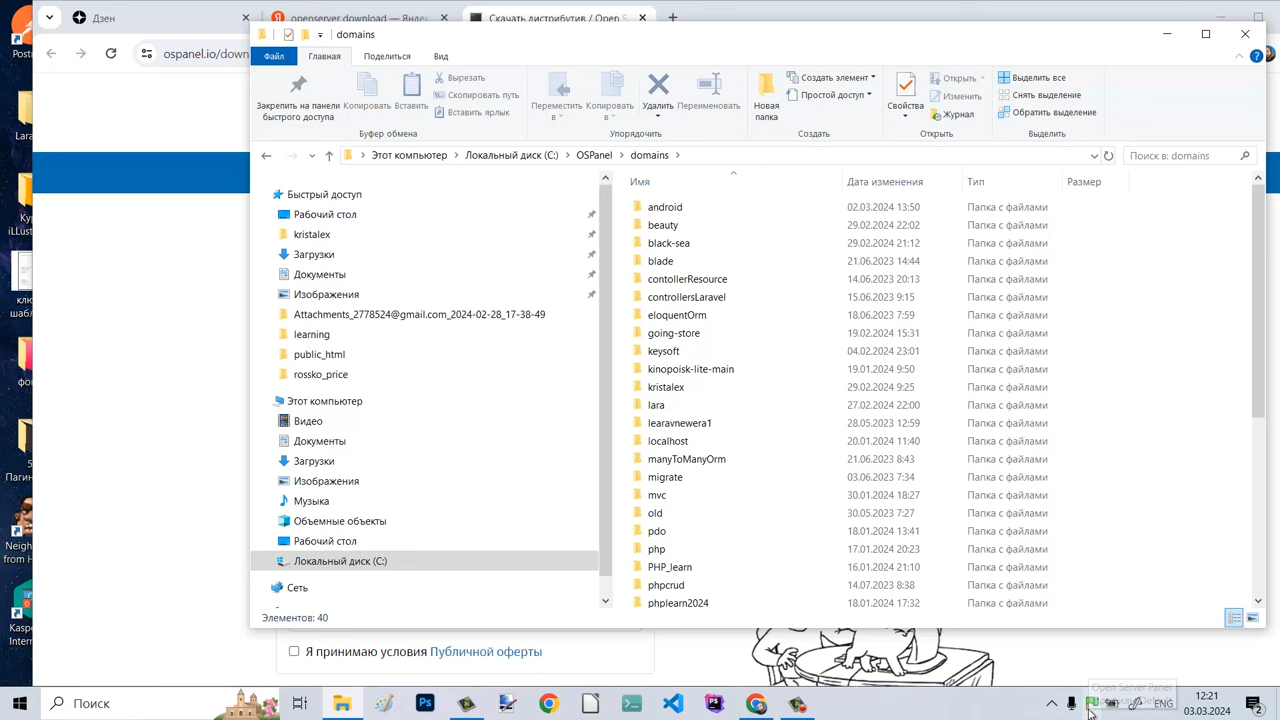 Дзен
openserver download — Яндек
Скачать дистрибутив / Open S
ospanel.io/down
domains
Файл
Главная
Поделиться
Вид
Закрепить на панели быстрого доступа
Копировать
Вставить
Вырезать
Скопировать путь
Вставить ярлык
Буфер обмена
Переместить в
Копировать в
Удалить
Переименовать
Упорядочить
Новая папка
Создать элемент
Простой доступ
Создать
Свойства
Открыть
Изменить
Журнал
Открыть
Выделить все
Снять выделение
Обратить выделение
Выделить
Этот компьютер > Локальный диск (C:) > OSPanel > domains >
Поиск в: domains
Быстрый доступ
Рабочий стол
kristalex
Загрузки
Документы
Изображения
Attachments_2778524@gmail.com_2024-02-28_17-38-49
learning
public_html
rossko_price
Этот компьютер
Видео
Документы
Загрузки
Изображения
Музыка
Объемные объекты
Рабочий стол
Локальный диск (C:)
Сеть
Имя Дата изменения Тип Размер
android 02.03.2024 13:50 Папка с файлами
beauty 29.02.2024 22:02 Папка с файлами
black-sea 29.02.2024 21:12 Папка с файлами
blade 21.06.2023 14:44 Папка с файлами
contollerResource 14.06.2023 20:13 Папка с файлами
controllersLaravel 15.06.2023 9:15 Папка с файлами
eloquentOrm 18.06.2023 7:59 Папка с файлами
going-store 19.02.2024 15:31 Папка с файлами
keysoft 04.02.2024 23:01 Папка с файлами
kinopoisk-lite-main 19.01.2024 9:50 Папка с файлами
kristalex 29.02.2024 9:25 Папка с файлами
lara 27.02.2024 22:00 Папка с файлами
learavnewera1 28.05.2023 12:59 Папка с файлами
localhost 20.01.2024 11:40 Папка с файлами
manyToManyOrm 21.06.2023 8:43 Папка с файлами
migrate 03.06.2023 7:34 Папка с файлами
mvc 30.01.2024 18:27 Папка с файлами
old 30.05.2023 7:27 Папка с файлами
pdo 18.01.2024 13:41 Папка с файлами
php 17.01.2024 20:23 Папка с файлами
PHP_learn 16.01.2024 21:10 Папка с файлами
phpcrud 14.07.2023 8:38 Папка с файлами
phplearn2024 18.01.2024 17:32 Папка с файлами
Элементов: 40
Я принимаю условия Публичной оферты
Open Server Panel
Поиск
ENG
12:21
03.03.2024
2